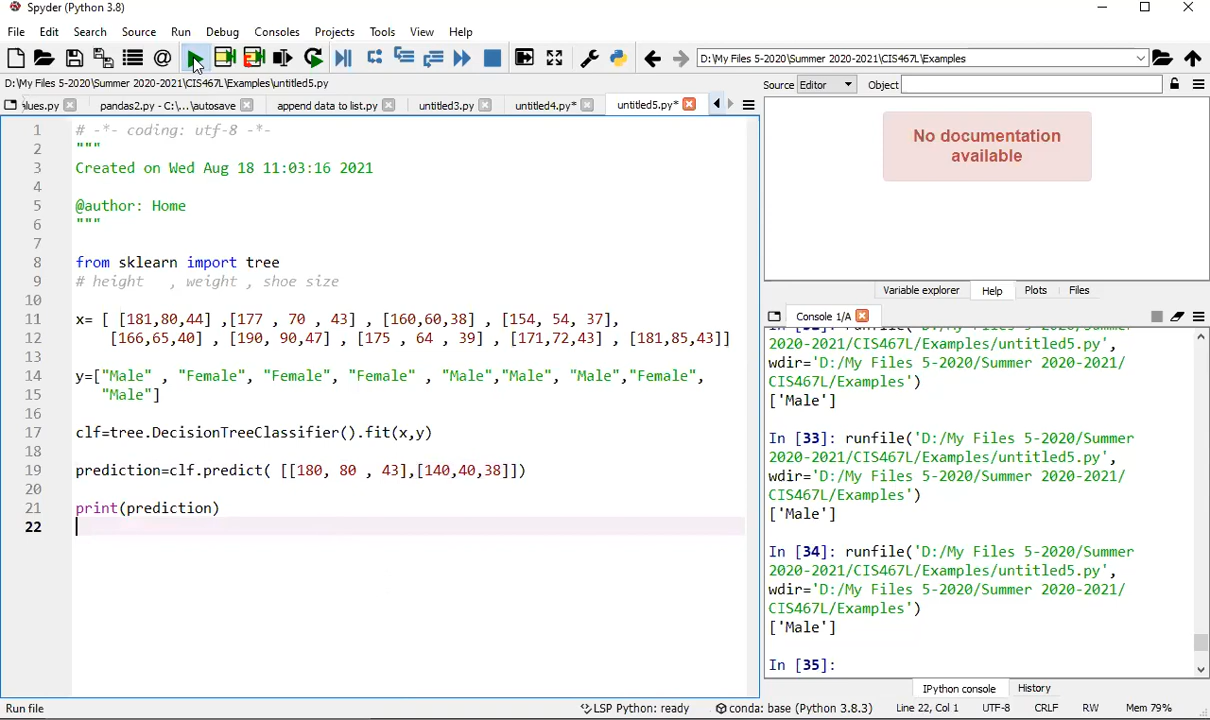 Spyder (Python 3.8)
File Edit Search Source Run Debug Consoles Projects Tools View Help
D:\My Files 5-2020\Summer 2020-2021\CIS467L\Examples
D:\My Files 5-2020\Summer 2020-2021\CIS467L\Examples\untitled5.py
alues.py pandas2.py - C:\...\autosave append data to list.py untitled3.py untitled4.py* untitled5.py*
1 # -*- coding: utf-8 -*-
2 """
3 Created on Wed Aug 18 11:03:16 2021
4
5 @author: Home
6 """
7
8 from sklearn import tree
9 # height , weight , shoe size
10
11 x= [ [181,80,44] ,[177 , 70 , 43] , [160,60,38] , [154, 54, 37],
12 [166,65,40] , [190, 90,47] , [175 , 64 , 39] , [171,72,43] , [181,85,43]]
13
14 y=["Male" , "Female", "Female", "Female" , "Male","Male", "Male","Female",
15 "Male"]
16
17 clf=tree.DecisionTreeClassifier().fit(x,y)
18
19 prediction=clf.predict( [[180, 80 , 43],[140,40,38]])
20
21 print(prediction)
22
Source Editor Object
No documentation
available
Variable explorer Help Plots Files
Console 1/A
2020-2021/CIS467L/Examples/untitled5.py',
wdir='D:/My Files 5-2020/Summer 2020-2021/
CIS467L/Examples')
['Male']
In [33]: runfile('D:/My Files 5-2020/Summer
2020-2021/CIS467L/Examples/untitled5.py',
wdir='D:/My Files 5-2020/Summer 2020-2021/
CIS467L/Examples')
['Male']
In [34]: runfile('D:/My Files 5-2020/Summer
2020-2021/CIS467L/Examples/untitled5.py',
wdir='D:/My Files 5-2020/Summer 2020-2021/
CIS467L/Examples')
['Male']
In [35]:
IPython console History
Run file LSP Python: ready conda: base (Python 3.8.3) Line 22, Col 1 UTF-8 CRLF RW Mem 79%